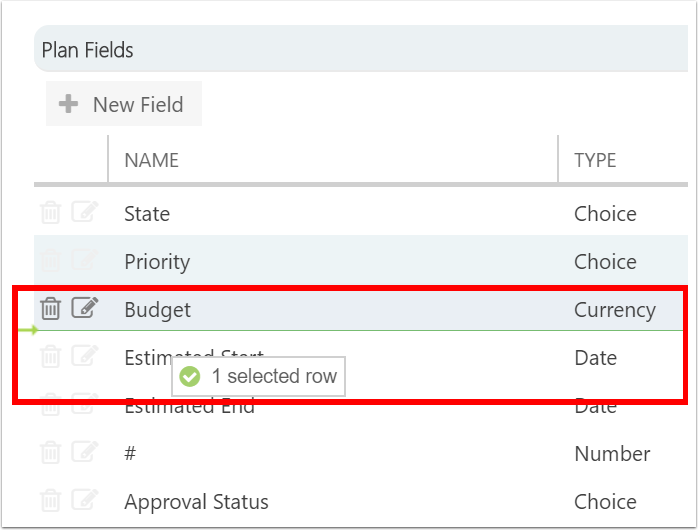 Plan Fields
New Field
NAME TYPE
State Choice
Priority Choice
Budget Currency
Estimated Start Date
1 selected row
Estimated End Date
# Number
Approval Status Choice